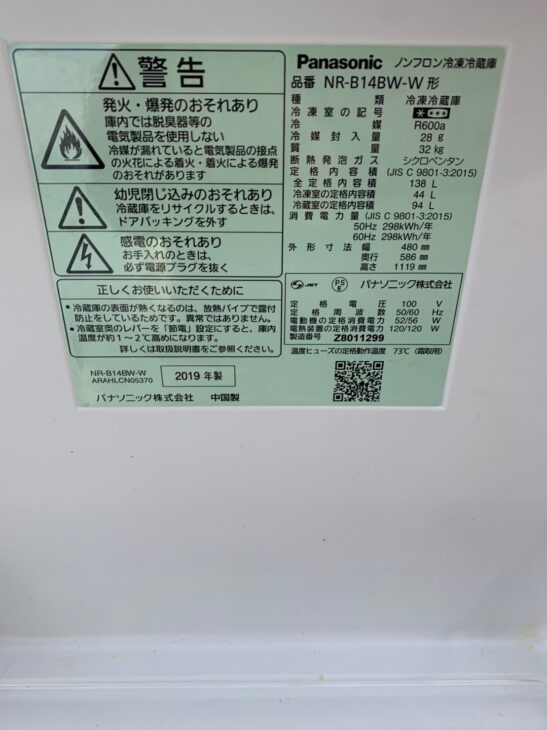 警告
発火・爆発のおそれあり
庫内では脱臭器等の
電気製品を使用しない
冷媒が漏れていると電気製品の接点
の火花による着火・着火による爆発
のおそれがあります
幼児閉じ込みのおそれあり
冷蔵庫をリサイクルするときは、
ドアパッキングを外す
感電のおそれあり
お手入れのときは、
必ず電源プラグを抜く
正しくお使いいただくために
・冷蔵庫の表面が熱くなるのは、放熱パイプで露付
防止をしているためです。異常ではありません。
・冷蔵室奥のレバーを「節電」設定にすると、庫内
温度が約1~2℃高めになります。
詳しくは取扱説明書をご覧ください。
NR-B14BW-W
ARAHLCN05370
2019 年製
パナソニック株式会社 中国製
Panasonic ノンフロン冷凍冷蔵庫
品番 NR-B14BW-W 形
種類 冷凍冷蔵庫
冷凍室の記号
冷媒 R600a
冷媒封入量 28 g
質量 32 kg
断熱発泡ガス シクロペンタン
定格内容積 (JIS C 9801-3:2015)
全定格内容積 138 L
冷凍室の定格内容積 44 L
冷蔵室の定格内容積 94 L
消費電力量 (JIS C 9801-3:2015)
50Hz 298kWh/年
60Hz 298kWh/年
外形寸法 幅 480 mm
奥行 586 mm
高さ 1119 mm
JET PS E パナソニック株式会社
定格電圧 100 V
定格周波数 50/60 Hz
電動機の定格消費電力 52/56 W
電熱装置の定格消費電力 120/120 W
製造番号 Z8011299
温度ヒューズの定格動作温度 73℃ (霜取用)